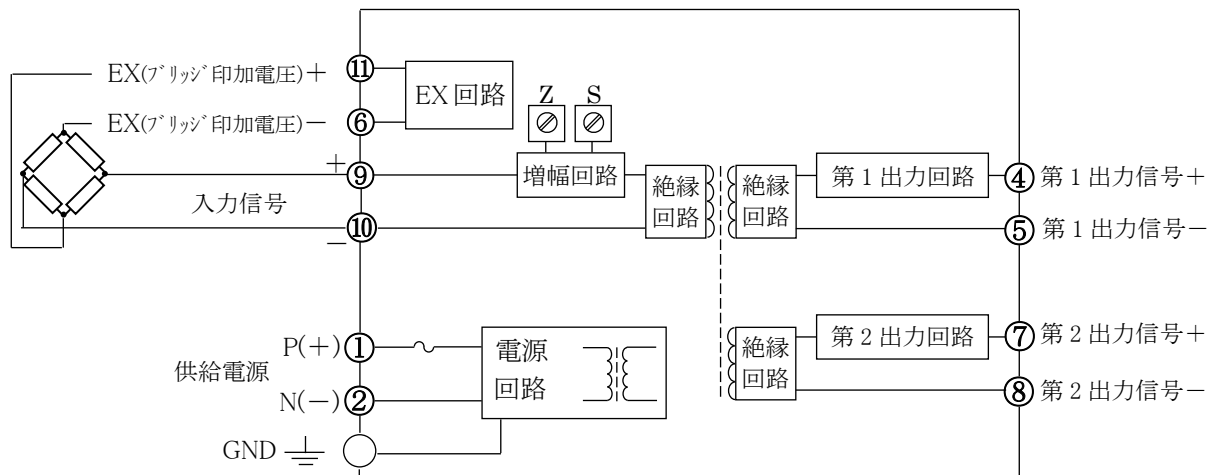 EX(ﾌﾞﾘｯｼﾞ印加電圧)+ ⑪
EX回路
EX(ﾌﾞﾘｯｼﾞ印加電圧)− ⑥
Z S
+ ⑨
増幅回路
入力信号
− ⑩
絶縁
回路
絶縁
回路
第1出力回路
④ 第1出力信号+
⑤ 第1出力信号−
供給電源
P(+) ①
N(−) ②
GND
電源
回路
絶縁
回路
第2出力回路
⑦ 第2出力信号+
⑧ 第2出力信号−